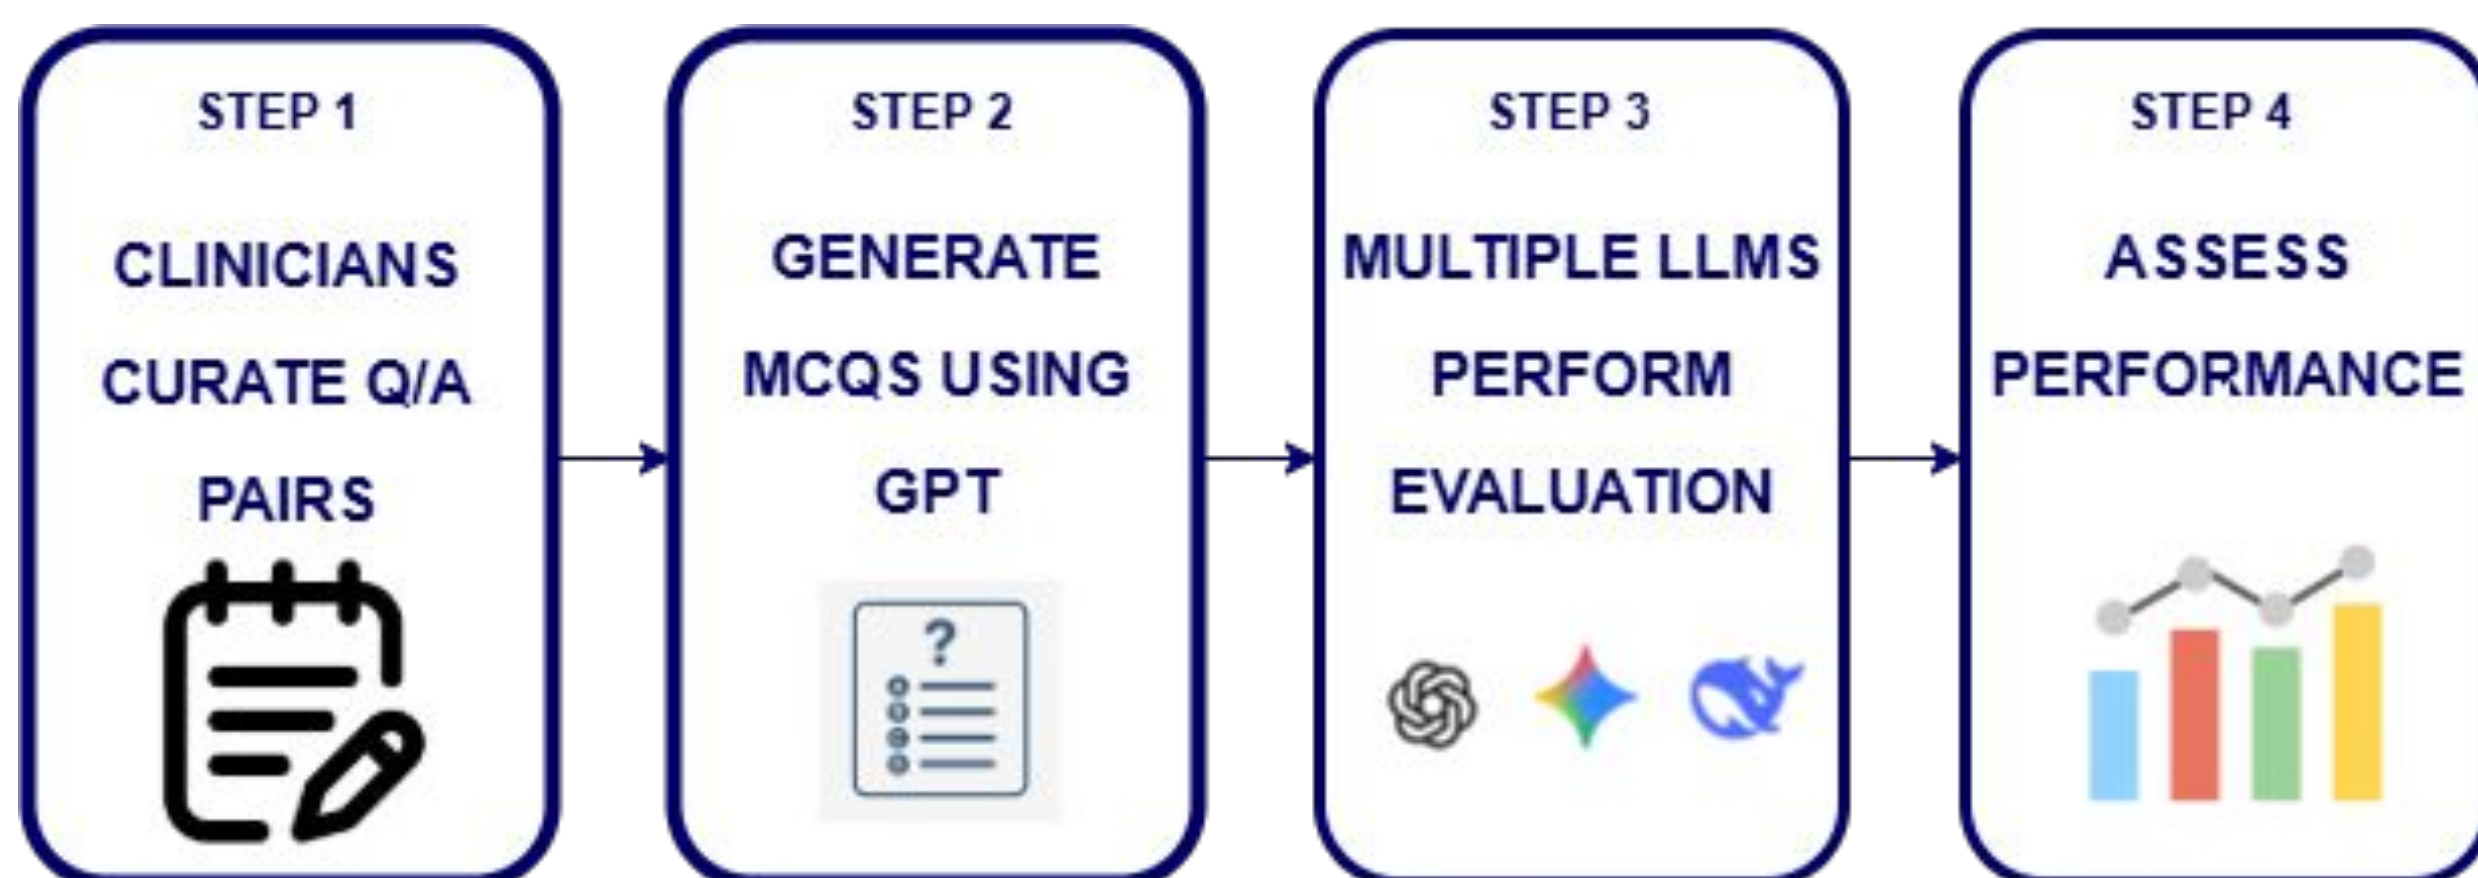 STEP 1
CLINICIANS
CURATE Q/A
PAIRS
STEP 2
GENERATE
MCQS USING
GPT
?
STEP 3
MULTIPLE LLMS
PERFORM
EVALUATION
STEP 4
ASSESS
PERFORMANCE